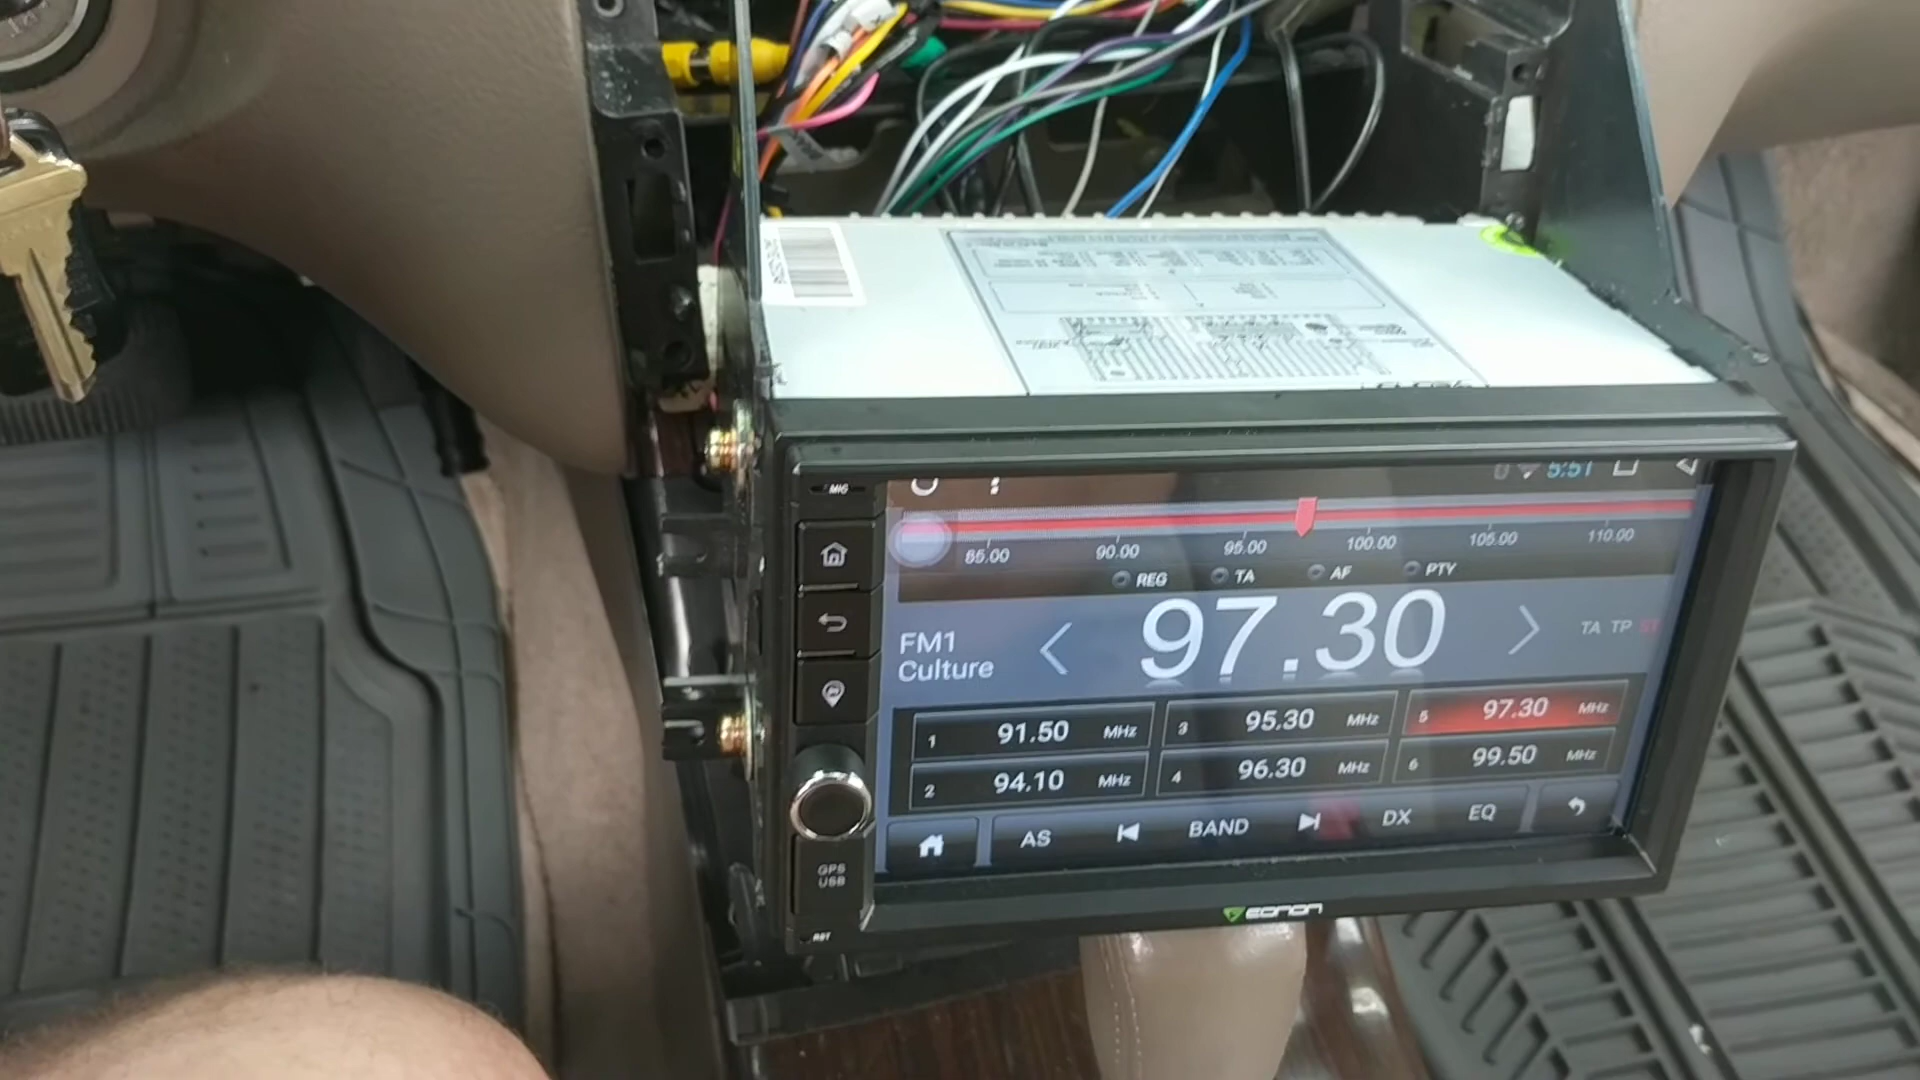 MIC
5:51
85.00 90.00 95.00 100.00 105.00 110.00
REG TA AF PTY
FM1
Culture
97.30
TA TP ST
1 91.50 MHz
3 95.30 MHz
5 97.30 MHz
2 94.10 MHz
4 96.30 MHz
6 99.50 MHz
AS BAND DX EQ
GPS
USB
RST
EONON